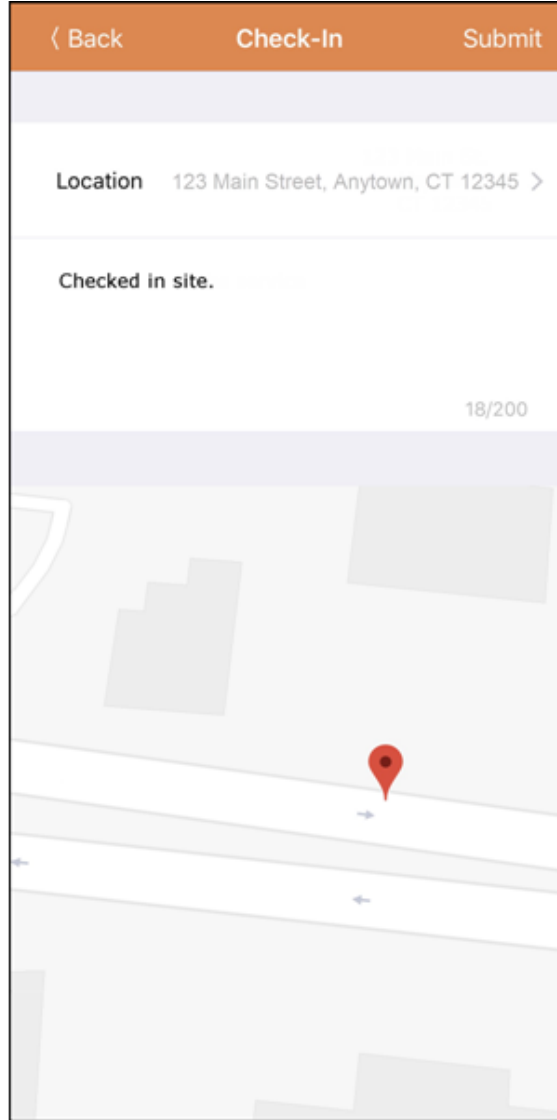 〈 Back Check-In Submit
Location 123 Main Street, Anytown, CT 12345 >
Checked in site.
18/200